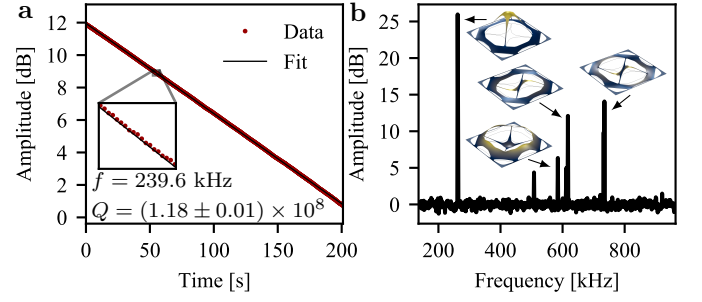 a
12
10
8
6
4
2
0
Amplitude [dB]
Data
Fit
f = 239.6 kHz
Q = (1.18 ± 0.01) × 10⁸
0 50 100 150 200
Time [s]
b
25
20
15
10
5
0
Amplitude [dB]
200 400 600 800
Frequency [kHz]